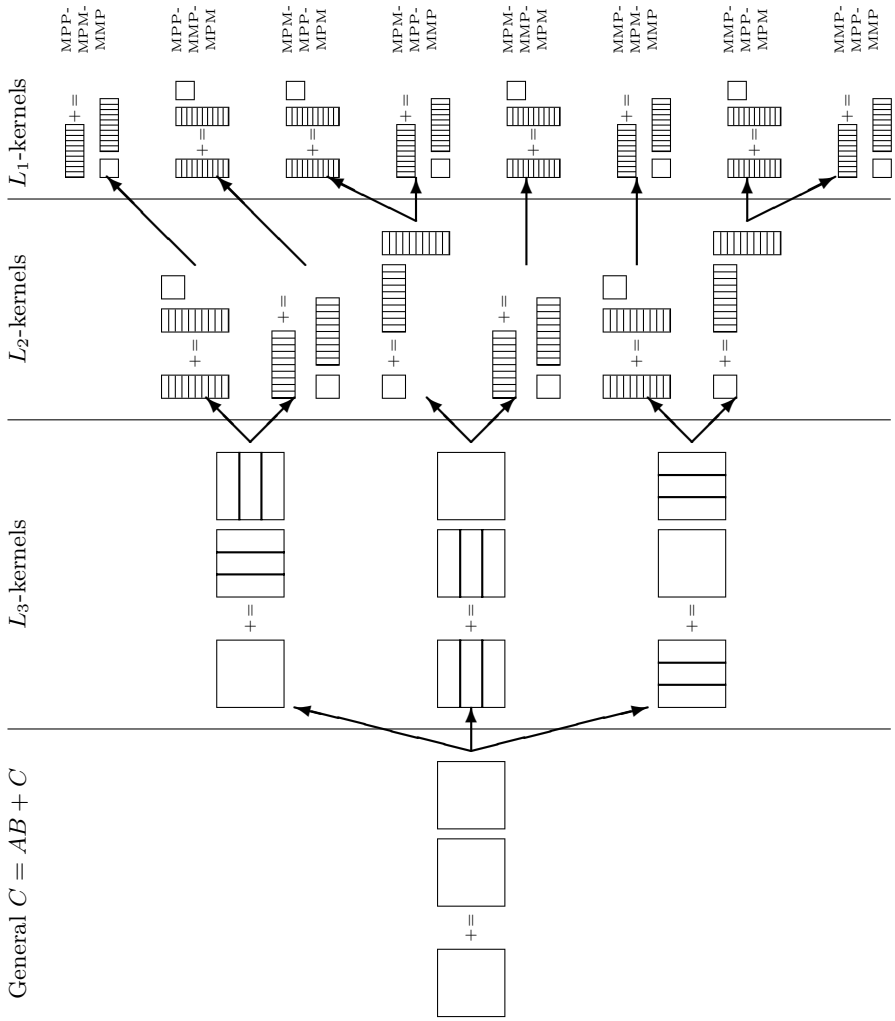 General C = AB + C
L₃-kernels
L₂-kernels
L₁-kernels
+=
MPP-
MPM-
MMP
+=
+=
MPP-
MMP-
MPM
+=
+=
+=
MPM-
MPP-
MPM
+=
+=
MPM-
MPP-
MMP
+=
+=
+=
+=
MPM-
MMP-
MPM
+=
+=
MMP-
MPM-
MMP
+=
+=
+=
MMP-
MPP-
MPM
+=
+=
MMP-
MPP-
MMP